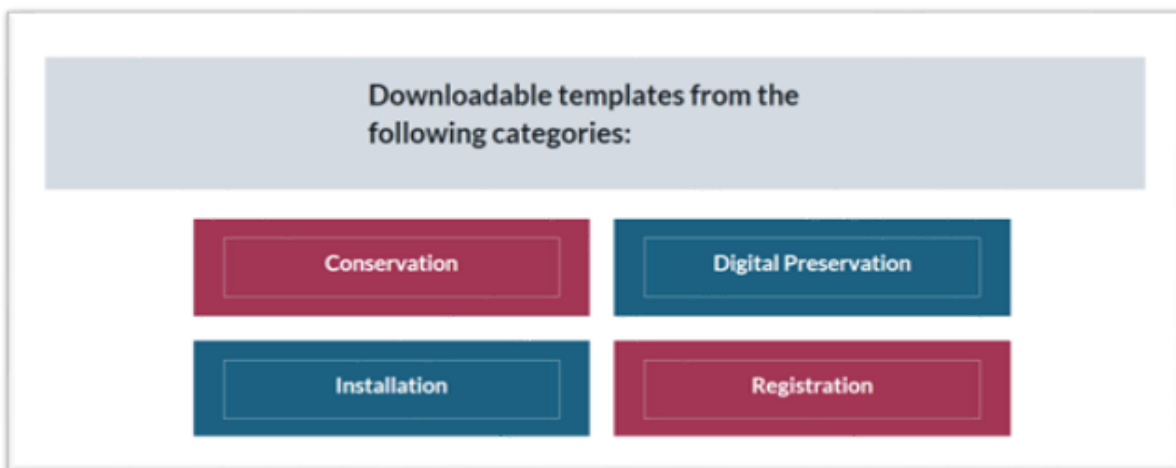 Downloadable templates from the
following categories:
Conservation
Digital Preservation
Installation
Registration